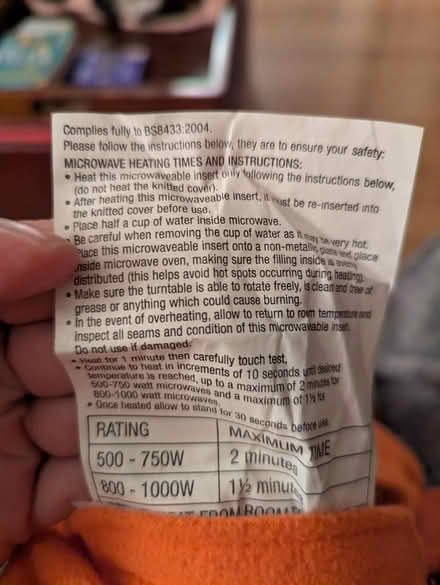 Complies fully to BS8433:2004.
Please follow the instructions below, they are to ensure your safety:
MICROWAVE HEATING TIMES AND INSTRUCTIONS:
• Heat this microwaveable insert only following the instructions below,
(do not heat the knitted cover).
• After heating this microwaveable insert, it must be re-inserted into
the knitted cover before use.
• Place half a cup of water inside microwave.
• Be careful when removing the cup of water as it may be very hot.
Place this microwaveable insert onto a non-metallic plate and place
inside microwave oven, making sure the filling inside is evenly
distributed (this helps avoid hot spots occurring during heating).
• Make sure the turntable is able to rotate freely, is clean and free of
grease or anything which could cause burning.
• In the event of overheating, allow to return to room temperature and
inspect all seams and condition of this microwavable insert.
Do not use if damaged.
• Heat for 1 minute then carefully touch test.
• Continue to heat in increments of 10 seconds until desired
temperature is reached, up to a maximum of 2 minutes for
500-750 watt microwaves and a maximum of 1½ for
800-1000 watt microwaves.
• Once heated allow to stand for 30 seconds before use.
RATING MAXIMUM TIME
500 - 750W 2 minutes
800 - 1000W 1½ minutes
FROM ROOM